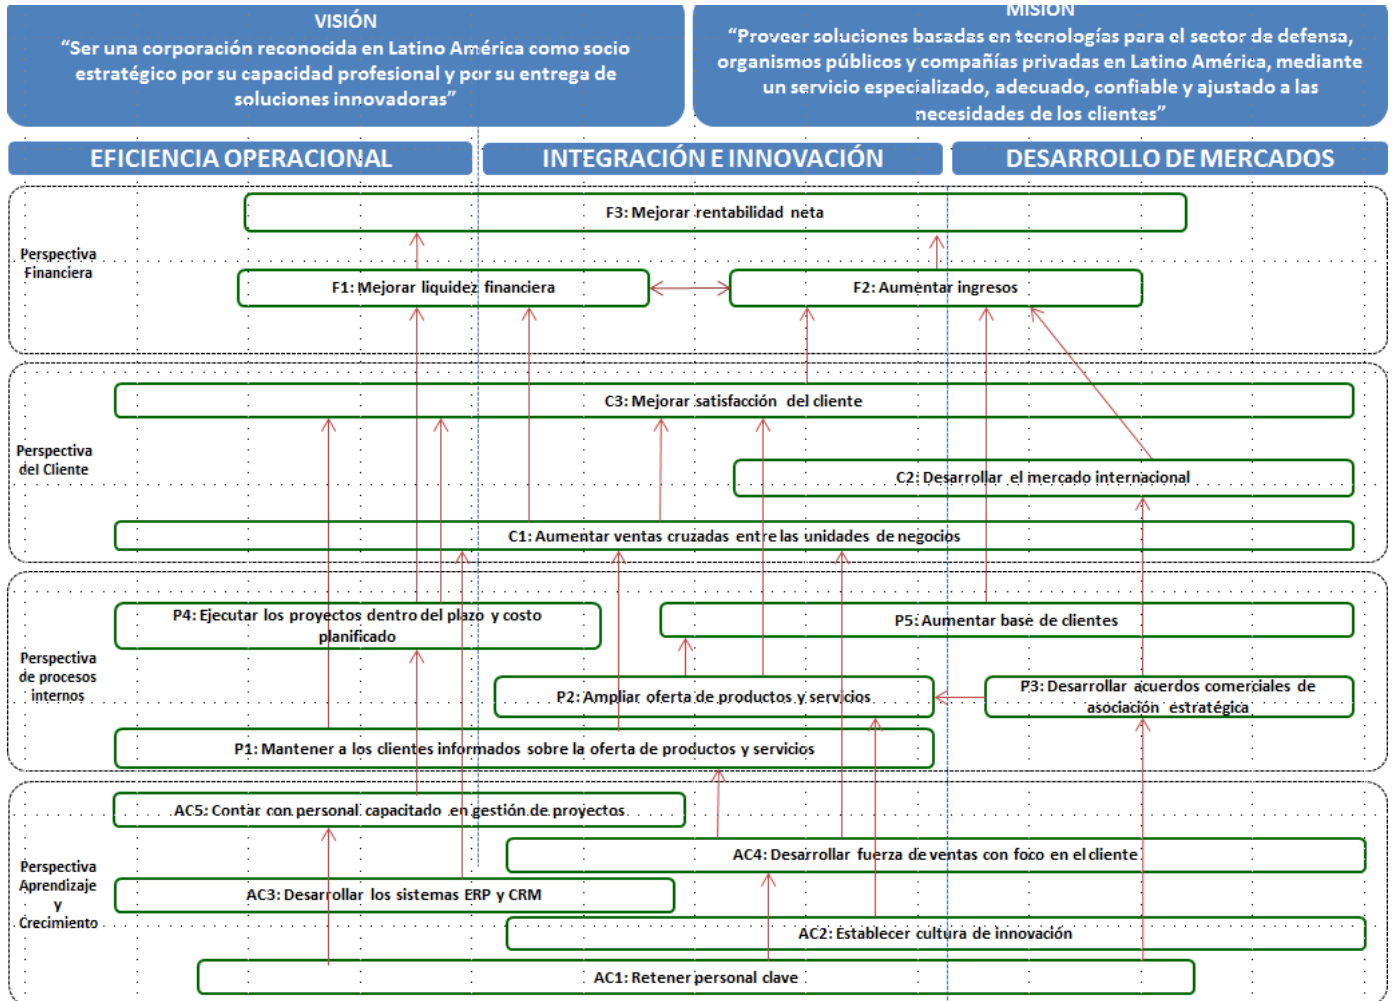 VISIÓN
“Ser una corporación reconocida en Latino América como socio
estratégico por su capacidad profesional y por su entrega de
soluciones innovadoras”
MISIÓN
“Proveer soluciones basadas en tecnologías para el sector de defensa,
organismos públicos y compañías privadas en Latino América, mediante
un servicio especializado, adecuado, confiable y ajustado a las
necesidades de los clientes”
EFICIENCIA OPERACIONAL
INTEGRACIÓN E INNOVACIÓN
DESARROLLO DE MERCADOS
Perspectiva
Financiera
F3: Mejorar rentabilidad neta
F1: Mejorar liquidez financiera
F2: Aumentar ingresos
Perspectiva
del Cliente
C3: Mejorar satisfacción del cliente
C2: Desarrollar el mercado internacional
C1: Aumentar ventas cruzadas entre las unidades de negocios
Perspectiva
de procesos
internos
P4: Ejecutar los proyectos dentro del plazo y costo
planificado
P5: Aumentar base de clientes
P2: Ampliar oferta de productos y servicios
P3: Desarrollar acuerdos comerciales de
asociación estratégica
P1: Mantener a los clientes informados sobre la oferta de productos y servicios
Perspectiva
Aprendizaje
y
Crecimiento
AC5: Contar con personal capacitado en gestión de proyectos
AC4: Desarrollar fuerza de ventas con foco en el cliente
AC3: Desarrollar los sistemas ERP y CRM
AC2: Establecer cultura de innovación
AC1: Retener personal clave